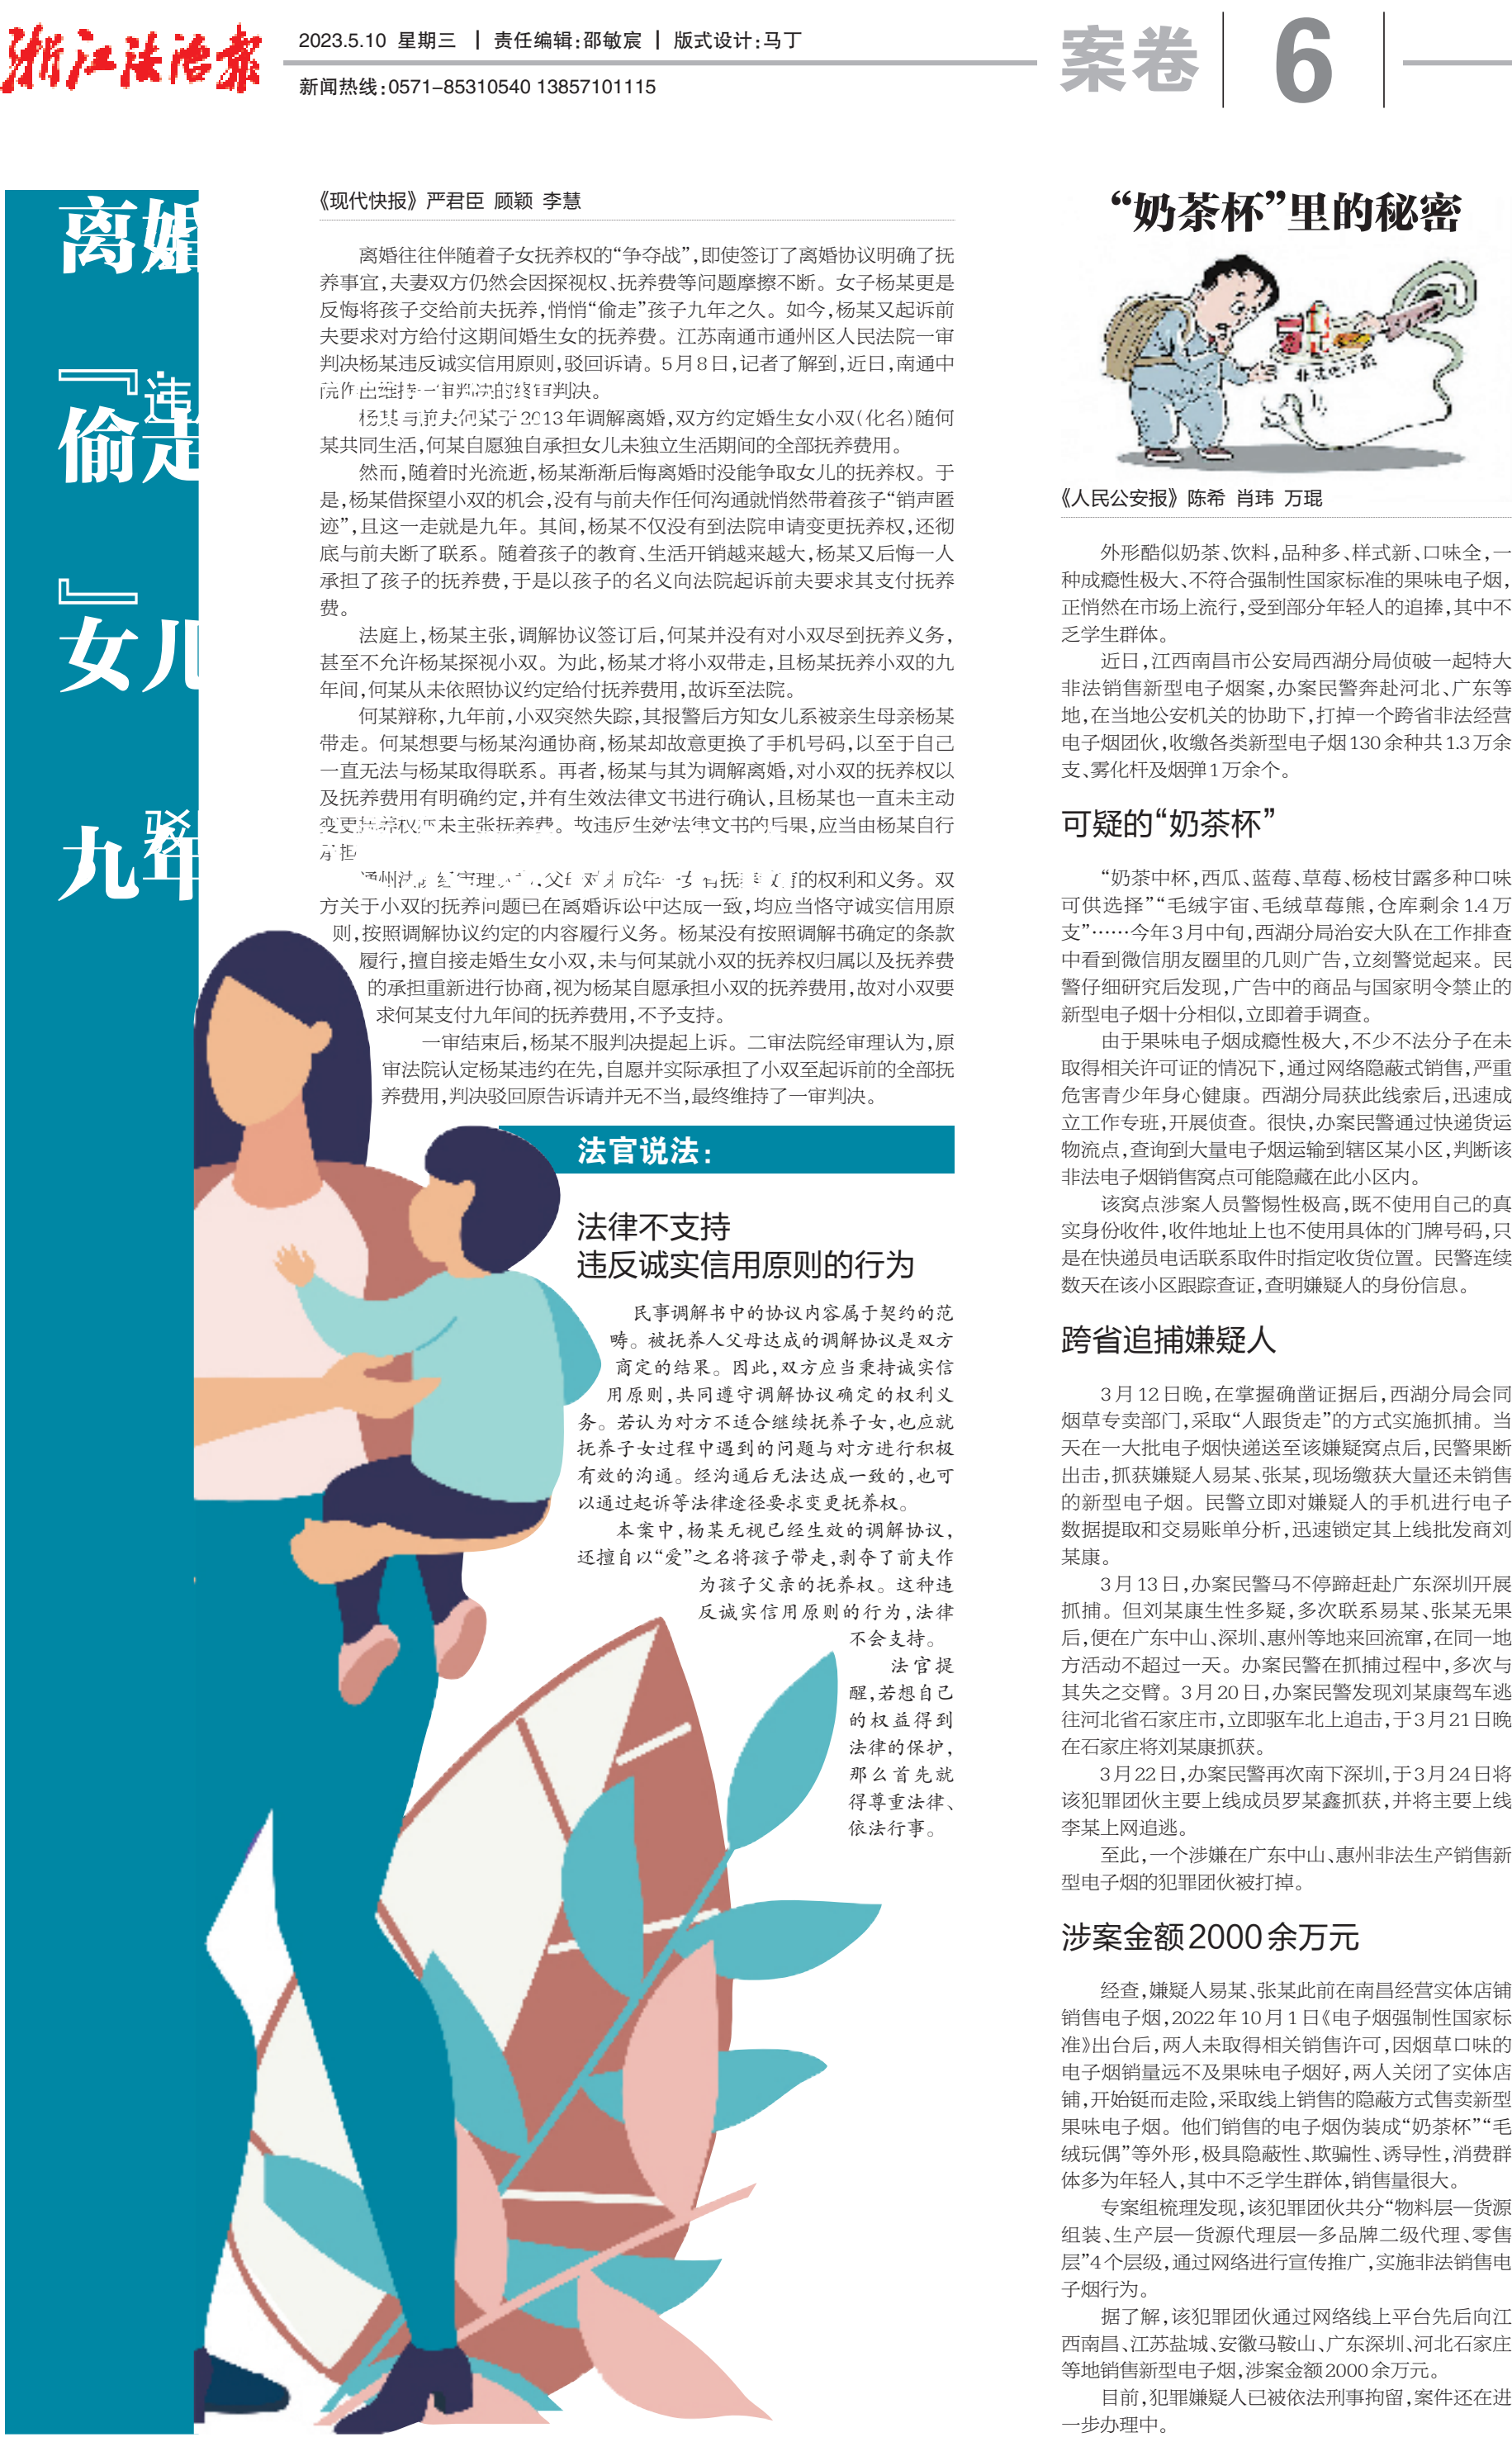 浙江法治报
2023.5.10 星期三 | 责任编辑:邵敏宸 | 版式设计:马丁
新闻热线:0571-85310540 13857101115
案卷
6
离婚
『偷走
』女儿
九年
违
驳
《现代快报》严君臣 顾颖 李慧
离婚往往伴随着子女抚养权的“争夺战”,即使签订了离婚协议明确了抚
养事宜,夫妻双方仍然会因探视权、抚养费等问题摩擦不断。女子杨某更是
反悔将孩子交给前夫抚养,悄悄“偷走”孩子九年之久。如今,杨某又起诉前
夫要求对方给付这期间婚生女的抚养费。江苏南通市通州区人民法院一审
判决杨某违反诚实信用原则,驳回诉请。5月8日,记者了解到,近日,南通中
院作出维持一审判决的终审判决。
杨某与前夫何某于2013年调解离婚,双方约定婚生女小双(化名)随何
某共同生活,何某自愿独自承担女儿未独立生活期间的全部抚养费用。
然而,随着时光流逝,杨某渐渐后悔离婚时没能争取女儿的抚养权。于
是,杨某借探望小双的机会,没有与前夫作任何沟通就悄然带着孩子“销声匿
迹”,且这一走就是九年。其间,杨某不仅没有到法院申请变更抚养权,还彻
底与前夫断了联系。随着孩子的教育、生活开销越来越大,杨某又后悔一人
承担了孩子的抚养费,于是以孩子的名义向法院起诉前夫要求其支付抚养
费。
法庭上,杨某主张,调解协议签订后,何某并没有对小双尽到抚养义务,
甚至不允许杨某探视小双。为此,杨某才将小双带走,且杨某抚养小双的九
年间,何某从未依照协议约定给付抚养费用,故诉至法院。
何某辩称,九年前,小双突然失踪,其报警后方知女儿系被亲生母亲杨某
带走。何某想要与杨某沟通协商,杨某却故意更换了手机号码,以至于自己
一直无法与杨某取得联系。再者,杨某与其为调解离婚,对小双的抚养权以
及抚养费用有明确约定,并有生效法律文书进行确认,且杨某也一直未主动
变更抚养权亦未主张抚养费。故违反生效法律文书的后果,应当由杨某自行
承担
通州法院经审理认为,父母对未成年子女有抚养教育的权利和义务。双
方关于小双的抚养问题已在离婚诉讼中达成一致,均应当恪守诚实信用原
则,按照调解协议约定的内容履行义务。杨某没有按照调解书确定的条款
履行,擅自接走婚生女小双,未与何某就小双的抚养权归属以及抚养费
的承担重新进行协商,视为杨某自愿承担小双的抚养费用,故对小双要
求何某支付九年间的抚养费用,不予支持。
一审结束后,杨某不服判决提起上诉。二审法院经审理认为,原
审法院认定杨某违约在先,自愿并实际承担了小双至起诉前的全部抚
养费用,判决驳回原告诉请并无不当,最终维持了一审判决。
法官说法:
法律不支持
违反诚实信用原则的行为
民事调解书中的协议内容属于契约的范
畴。被抚养人父母达成的调解协议是双方
商定的结果。因此,双方应当秉持诚实信
用原则,共同遵守调解协议确定的权利义
务。若认为对方不适合继续抚养子女,也应就
抚养子女过程中遇到的问题与对方进行积极
有效的沟通。经沟通后无法达成一致的,也可
以通过起诉等法律途径要求变更抚养权。
本案中,杨某无视已经生效的调解协议,
还擅自以“爱”之名将孩子带走,剥夺了前夫作
为孩子父亲的抚养权。这种违
反诚实信用原则的行为,法律
不会支持。
法官提
醒,若想自己
的权益得到
法律的保护,
那么首先就
得尊重法律、
依法行事。
“奶茶杯”里的秘密
非法电子烟
《人民公安报》陈希 肖玮 万琨
外形酷似奶茶、饮料,品种多、样式新、口味全,一
种成瘾性极大、不符合强制性国家标准的果味电子烟,
正悄然在市场上流行,受到部分年轻人的追捧,其中不
乏学生群体。
近日,江西南昌市公安局西湖分局侦破一起特大
非法销售新型电子烟案,办案民警奔赴河北、广东等
地,在当地公安机关的协助下,打掉一个跨省非法经营
电子烟团伙,收缴各类新型电子烟130余种共1.3万余
支、雾化杆及烟弹1万余个。
可疑的“奶茶杯”
“奶茶中杯,西瓜、蓝莓、草莓、杨枝甘露多种口味
可供选择”“毛绒宇宙、毛绒草莓熊,仓库剩余1.4万
支”……今年3月中旬,西湖分局治安大队在工作排查
中看到微信朋友圈里的几则广告,立刻警觉起来。民
警仔细研究后发现,广告中的商品与国家明令禁止的
新型电子烟十分相似,立即着手调查。
由于果味电子烟成瘾性极大,不少不法分子在未
取得相关许可证的情况下,通过网络隐蔽式销售,严重
危害青少年身心健康。西湖分局获此线索后,迅速成
立工作专班,开展侦查。很快,办案民警通过快递货运
物流点,查询到大量电子烟运输到辖区某小区,判断该
非法电子烟销售窝点可能隐藏在此小区内。
该窝点涉案人员警惕性极高,既不使用自己的真
实身份收件,收件地址上也不使用具体的门牌号码,只
是在快递员电话联系取件时指定收货位置。民警连续
数天在该小区跟踪查证,查明嫌疑人的身份信息。
跨省追捕嫌疑人
3月12日晚,在掌握确凿证据后,西湖分局会同
烟草专卖部门,采取“人跟货走”的方式实施抓捕。当
天在一大批电子烟快递送至该嫌疑窝点后,民警果断
出击,抓获嫌疑人易某、张某,现场缴获大量还未销售
的新型电子烟。民警立即对嫌疑人的手机进行电子
数据提取和交易账单分析,迅速锁定其上线批发商刘
某康。
3月13日,办案民警马不停蹄赶赴广东深圳开展
抓捕。但刘某康生性多疑,多次联系易某、张某无果
后,便在广东中山、深圳、惠州等地来回流窜,在同一地
方活动不超过一天。办案民警在抓捕过程中,多次与
其失之交臂。3月20日,办案民警发现刘某康驾车逃
往河北省石家庄市,立即驱车北上追击,于3月21日晚
在石家庄将刘某康抓获。
3月22日,办案民警再次南下深圳,于3月24日将
该犯罪团伙主要上线成员罗某鑫抓获,并将主要上线
李某上网追逃。
至此,一个涉嫌在广东中山、惠州非法生产销售新
型电子烟的犯罪团伙被打掉。
涉案金额2000余万元
经查,嫌疑人易某、张某此前在南昌经营实体店铺
销售电子烟,2022年10月1日《电子烟强制性国家标
准》出台后,两人未取得相关销售许可,因烟草口味的
电子烟销量远不及果味电子烟好,两人关闭了实体店
铺,开始铤而走险,采取线上销售的隐蔽方式售卖新型
果味电子烟。他们销售的电子烟伪装成“奶茶杯”“毛
绒玩偶”等外形,极具隐蔽性、欺骗性、诱导性,消费群
体多为年轻人,其中不乏学生群体,销售量很大。
专案组梳理发现,该犯罪团伙共分“物料层—货源
组装、生产层—货源代理层—多品牌二级代理、零售
层”4个层级,通过网络进行宣传推广,实施非法销售电
子烟行为。
据了解,该犯罪团伙通过网络线上平台先后向江
西南昌、江苏盐城、安徽马鞍山、广东深圳、河北石家庄
等地销售新型电子烟,涉案金额2000余万元。
目前,犯罪嫌疑人已被依法刑事拘留,案件还在进
一步办理中。